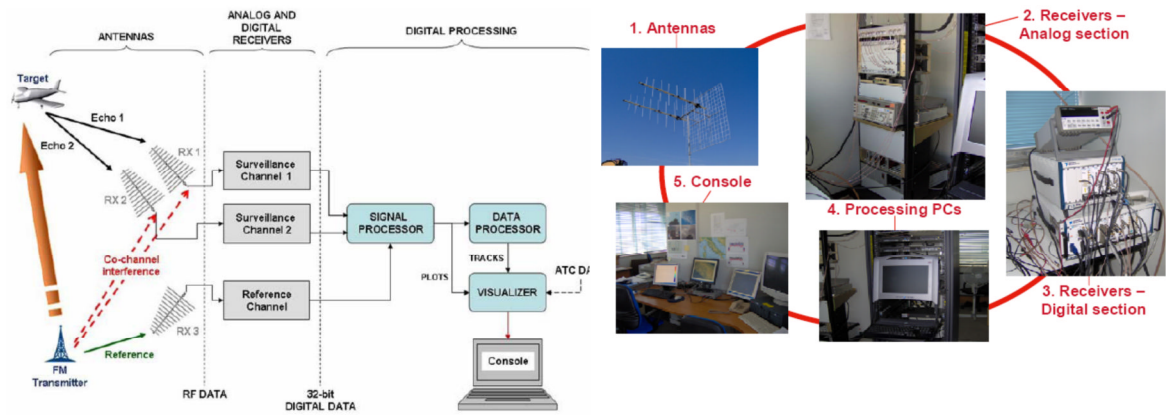 ANTENNAS
ANALOG AND
DIGITAL
RECEIVERS
DIGITAL PROCESSING
Target
Echo 1
Echo 2
RX 1
RX 2
Surveillance
Channel 1
Surveillance
Channel 2
SIGNAL
PROCESSOR
DATA
PROCESSOR
Co-channel
Interference
TRACKS
PLOTS
ATC DA
VISUALIZER
Reference
Channel
RX 3
Reference
FM
Transmitter
Console
RF DATA
32-bit
DIGITAL DATA
1. Antennas
2. Receivers –
Analog section
5. Console
4. Processing PCs
3. Receivers –
Digital section